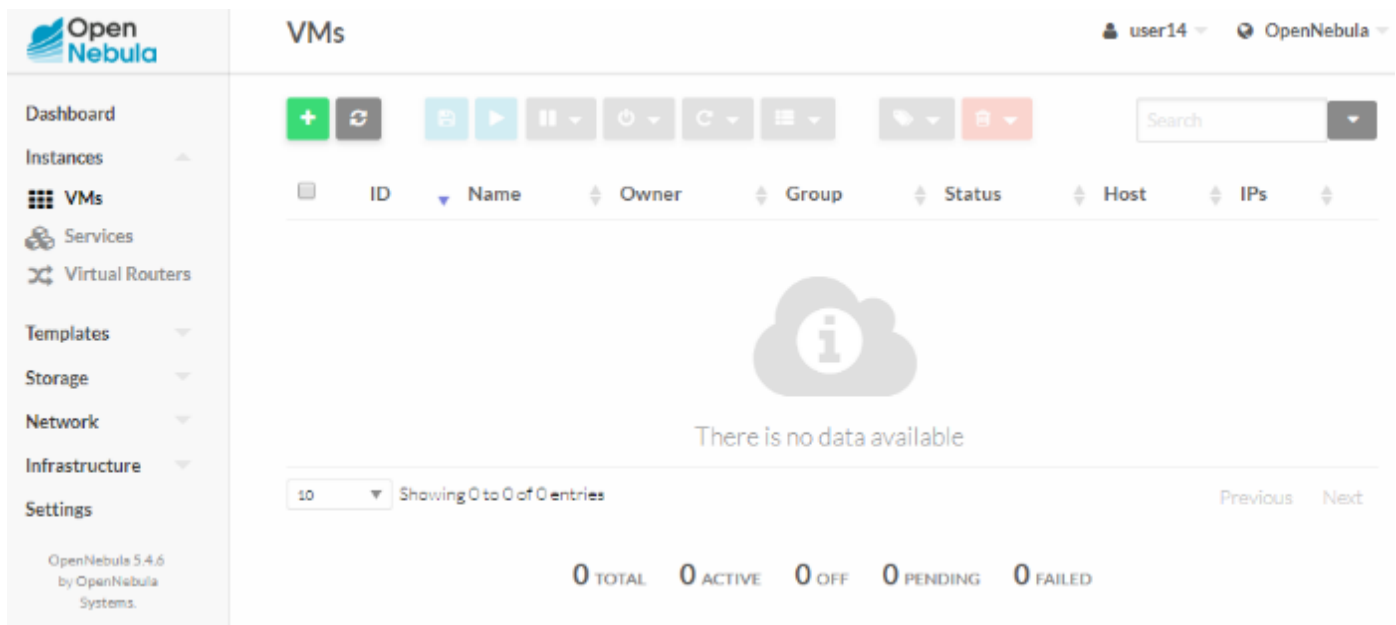 Open
Nebula
VMs
user14
OpenNebula
Dashboard
Instances
VMs
Services
Virtual Routers
Templates
Storage
Network
Infrastructure
Settings
OpenNebula 5.4.6
by OpenNebula
Systems.
Search
ID Name Owner Group Status Host IPs
There is no data available
10 Showing 0 to 0 of 0 entries
Previous Next
0 TOTAL 0 ACTIVE 0 OFF 0 PENDING 0 FAILED